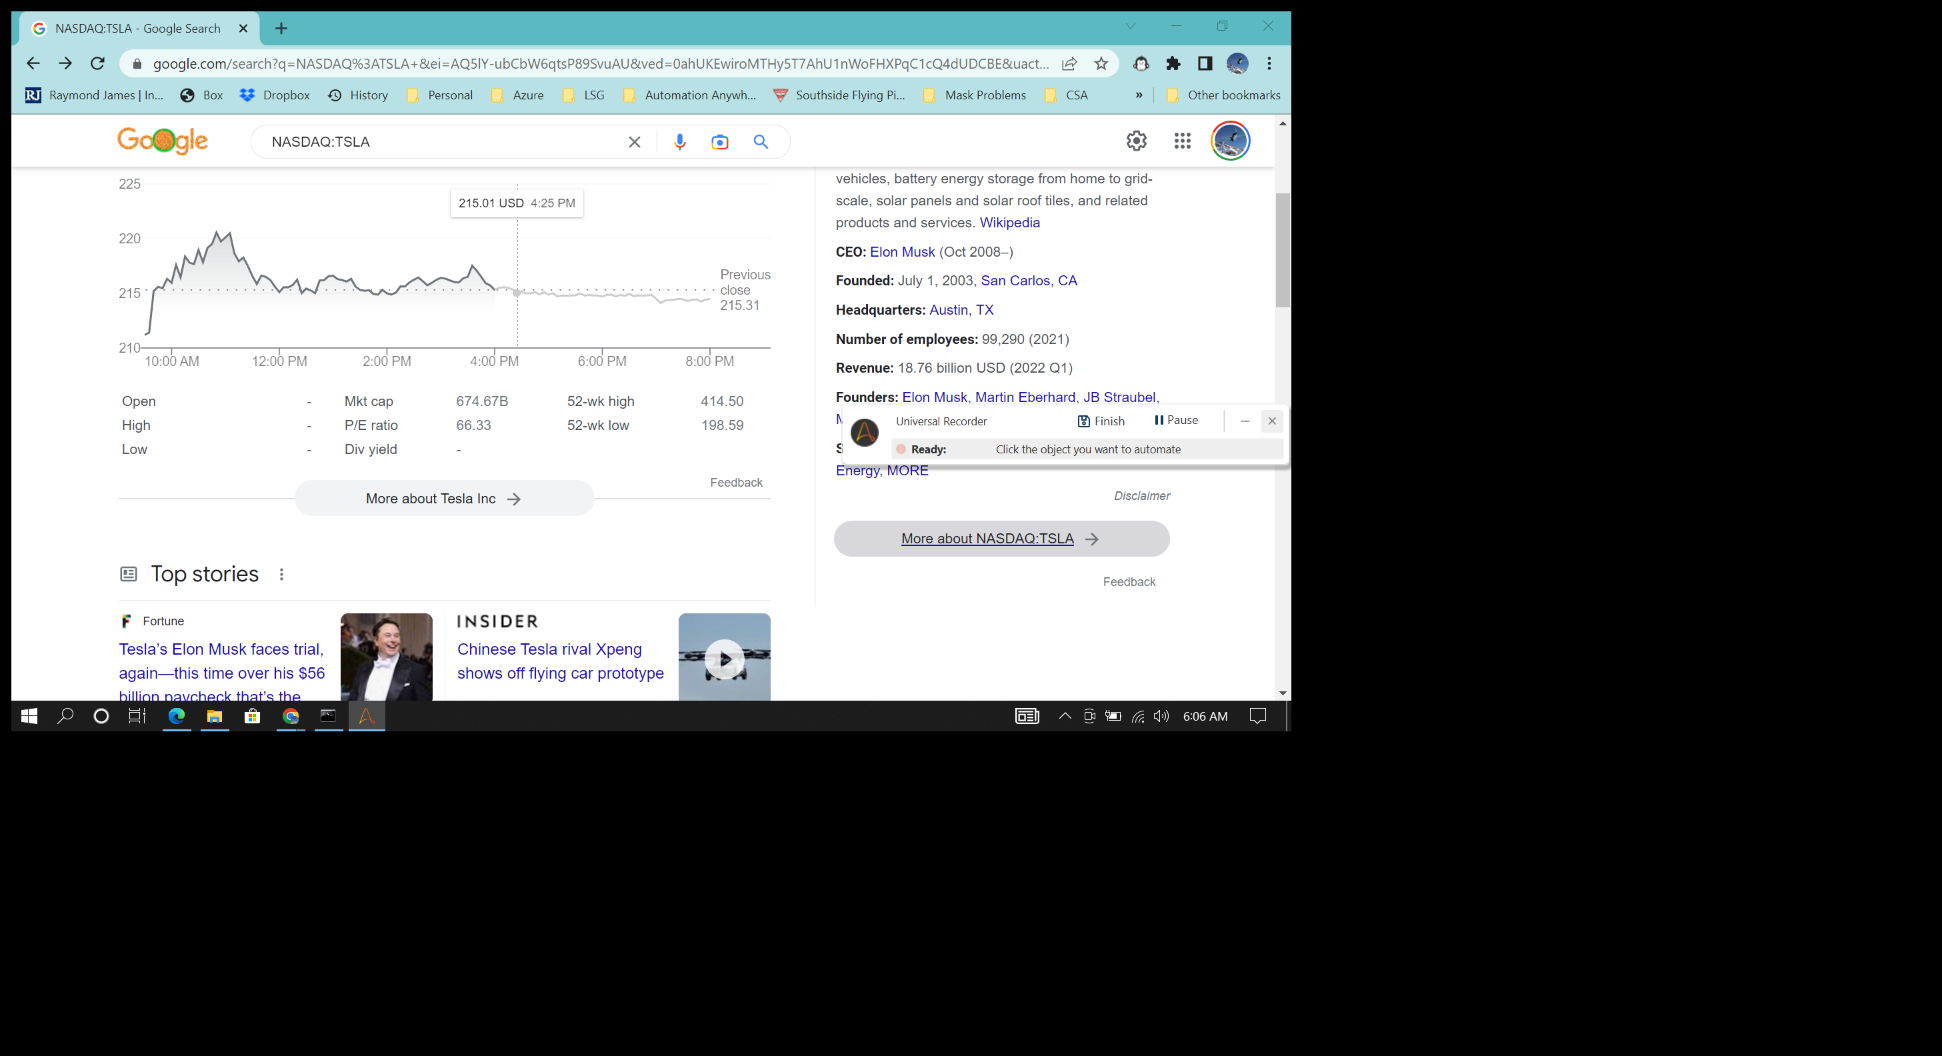 NASDAQ:TSLA - Google Search
google.com/search?q=NASDAQ%3ATSLA+&ei=AQ5lY-ubCbW6qtsP89SvuAU&ved=0ahUKEwiroMTHy5T7AhU1nWoFHXPqC1cQ4dUDCBE&uact...
RJ Raymond James | In... Box Dropbox History Personal Azure LSG Automation Anywh... Southside Flying Pi... Mask Problems CSA » Other bookmarks
Google NASDAQ:TSLA
225
215.01 USD 4:25 PM
220
215
210
Previous
close
215.31
10:00 AM 12:00 PM 2:00 PM 4:00 PM 6:00 PM 8:00 PM
Open - Mkt cap 674.67B 52-wk high 414.50
High - P/E ratio 66.33 52-wk low 198.59
Low - Div yield -
Feedback
More about Tesla Inc
Top stories
Fortune
Tesla's Elon Musk faces trial,
again—this time over his $56
billion paycheck that's the
INSIDER
Chinese Tesla rival Xpeng
shows off flying car prototype
vehicles, battery energy storage from home to grid-
scale, solar panels and solar roof tiles, and related
products and services. Wikipedia
CEO: Elon Musk (Oct 2008–)
Founded: July 1, 2003, San Carlos, CA
Headquarters: Austin, TX
Number of employees: 99,290 (2021)
Revenue: 18.76 billion USD (2022 Q1)
Founders: Elon Musk, Martin Eberhard, JB Straubel,
Universal Recorder Finish Pause
Ready: Click the object you want to automate
Energy, MORE
Disclaimer
More about NASDAQ:TSLA
Feedback
6:06 AM